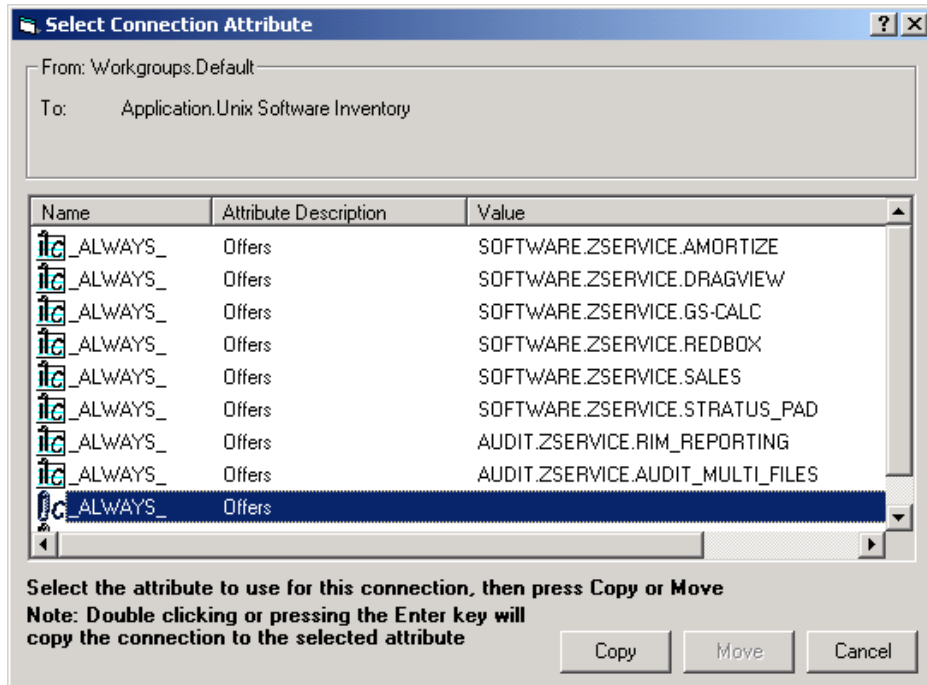 Select Connection Attribute
From: Workgroups.Default
To: Application.Unix Software Inventory
Name Attribute Description Value
_ALWAYS_ Offers SOFTWARE.ZSERVICE.AMORTIZE
_ALWAYS_ Offers SOFTWARE.ZSERVICE.DRAGVIEW
_ALWAYS_ Offers SOFTWARE.ZSERVICE.GS-CALC
_ALWAYS_ Offers SOFTWARE.ZSERVICE.REDBOX
_ALWAYS_ Offers SOFTWARE.ZSERVICE.SALES
_ALWAYS_ Offers SOFTWARE.ZSERVICE.STRATUS_PAD
_ALWAYS_ Offers AUDIT.ZSERVICE.RIM_REPORTING
_ALWAYS_ Offers AUDIT.ZSERVICE.AUDIT_MULTI_FILES
_ALWAYS_ Offers
Select the attribute to use for this connection, then press Copy or Move
Note: Double clicking or pressing the Enter key will
copy the connection to the selected attribute
Copy Move Cancel